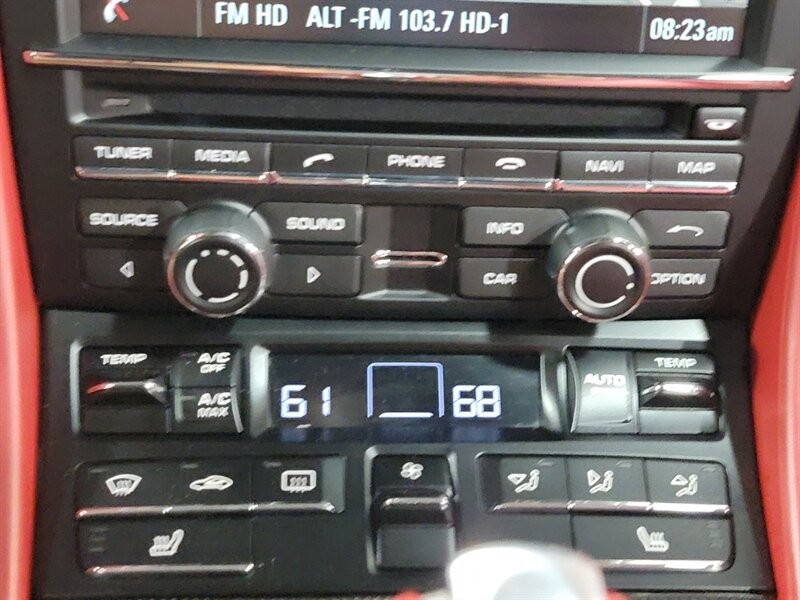 FM HD ALT -FM 103.7 HD-1 08:23am
TUNER MEDIA PHONE NAVI MAP
SOURCE SOUND INFO
CAR OPTION
TEMP A/C OFF AUTO TEMP
A/C MAX
61 68